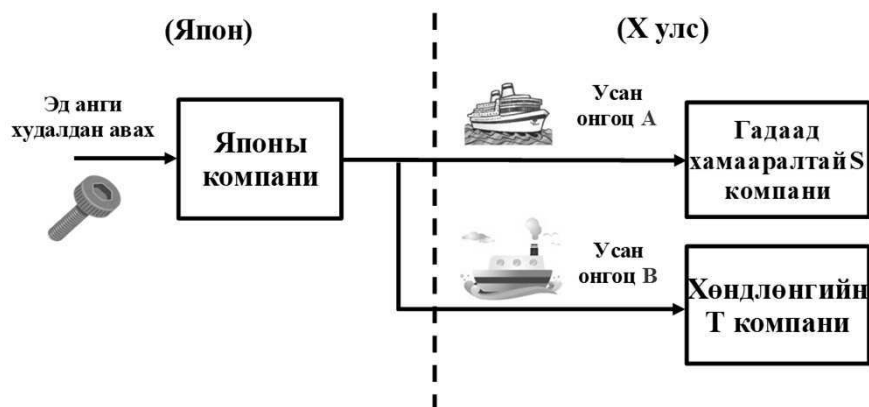 (Япон)
(Х улс)
Эд анги
худалдан авах
Японы
компани
Усан
онгоц А
Гадаад
хамааралтай S
компани
Усан
онгоц В
Хөндлөнгийн
Т компани